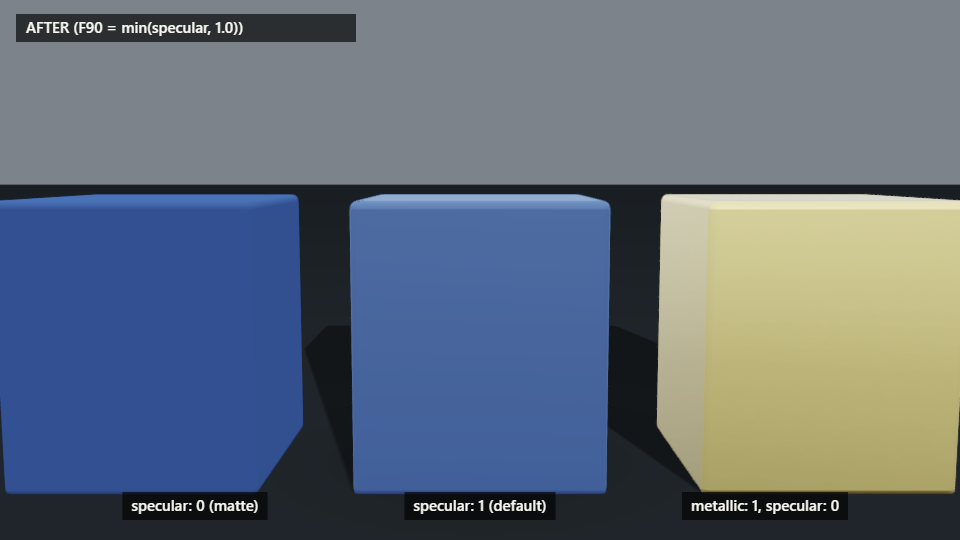 AFTER (F90 = min(specular, 1.0))
specular: 0 (matte)
specular: 1 (default)
metallic: 1, specular: 0